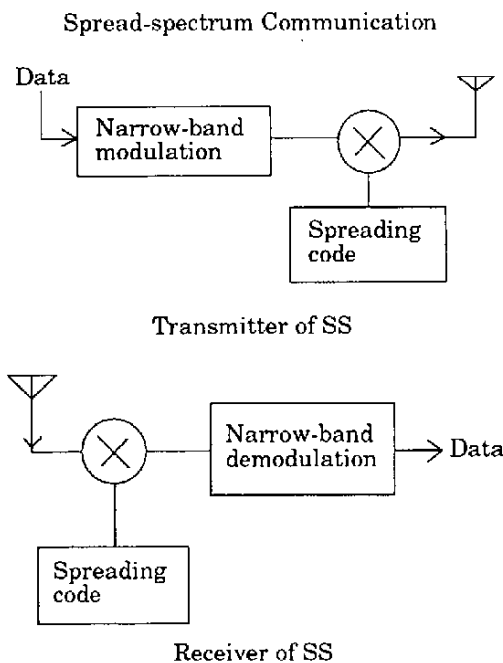 Spread-spectrum Communication
Data
Narrow-band
modulation
Spreading
code
Transmitter of SS
Narrow-band
demodulation
Data
Spreading
code
Receiver of SS